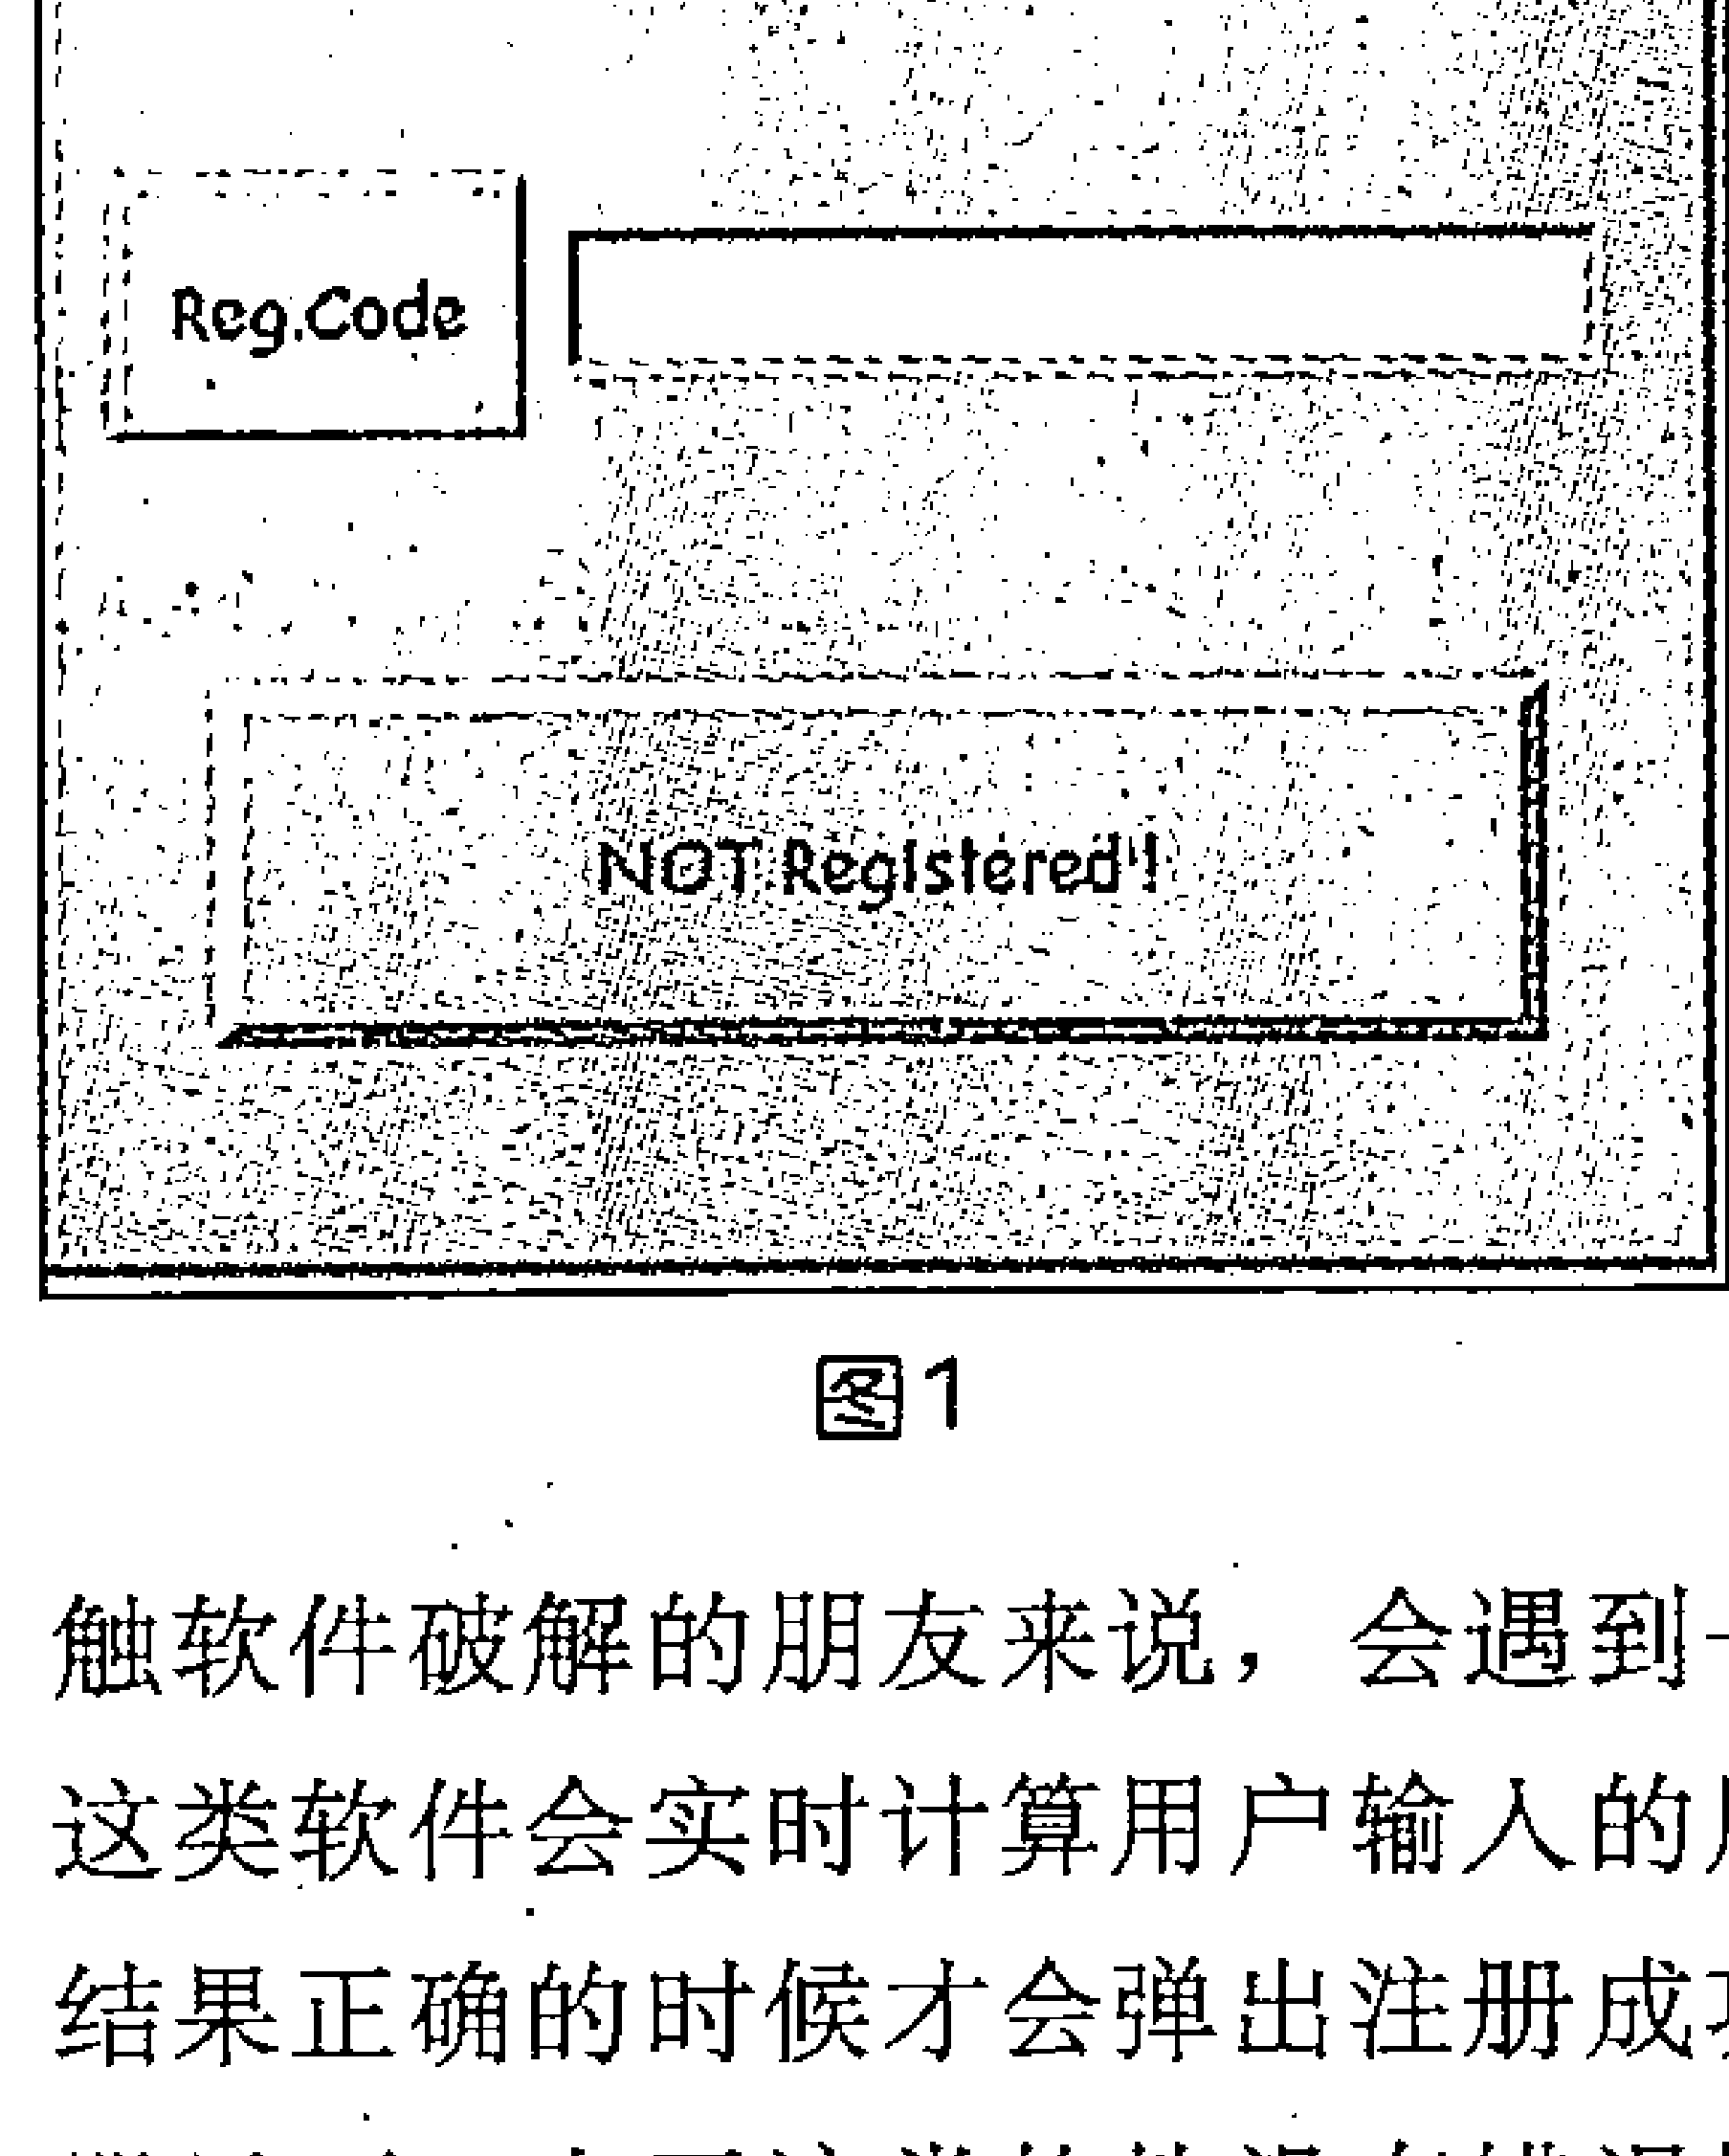 Reg.Code
NOT Registered !
图1
触软件破解的朋友来说，会遇到
这类软件会实时计算用户输入的
结果正确的时候才会弹出注册成